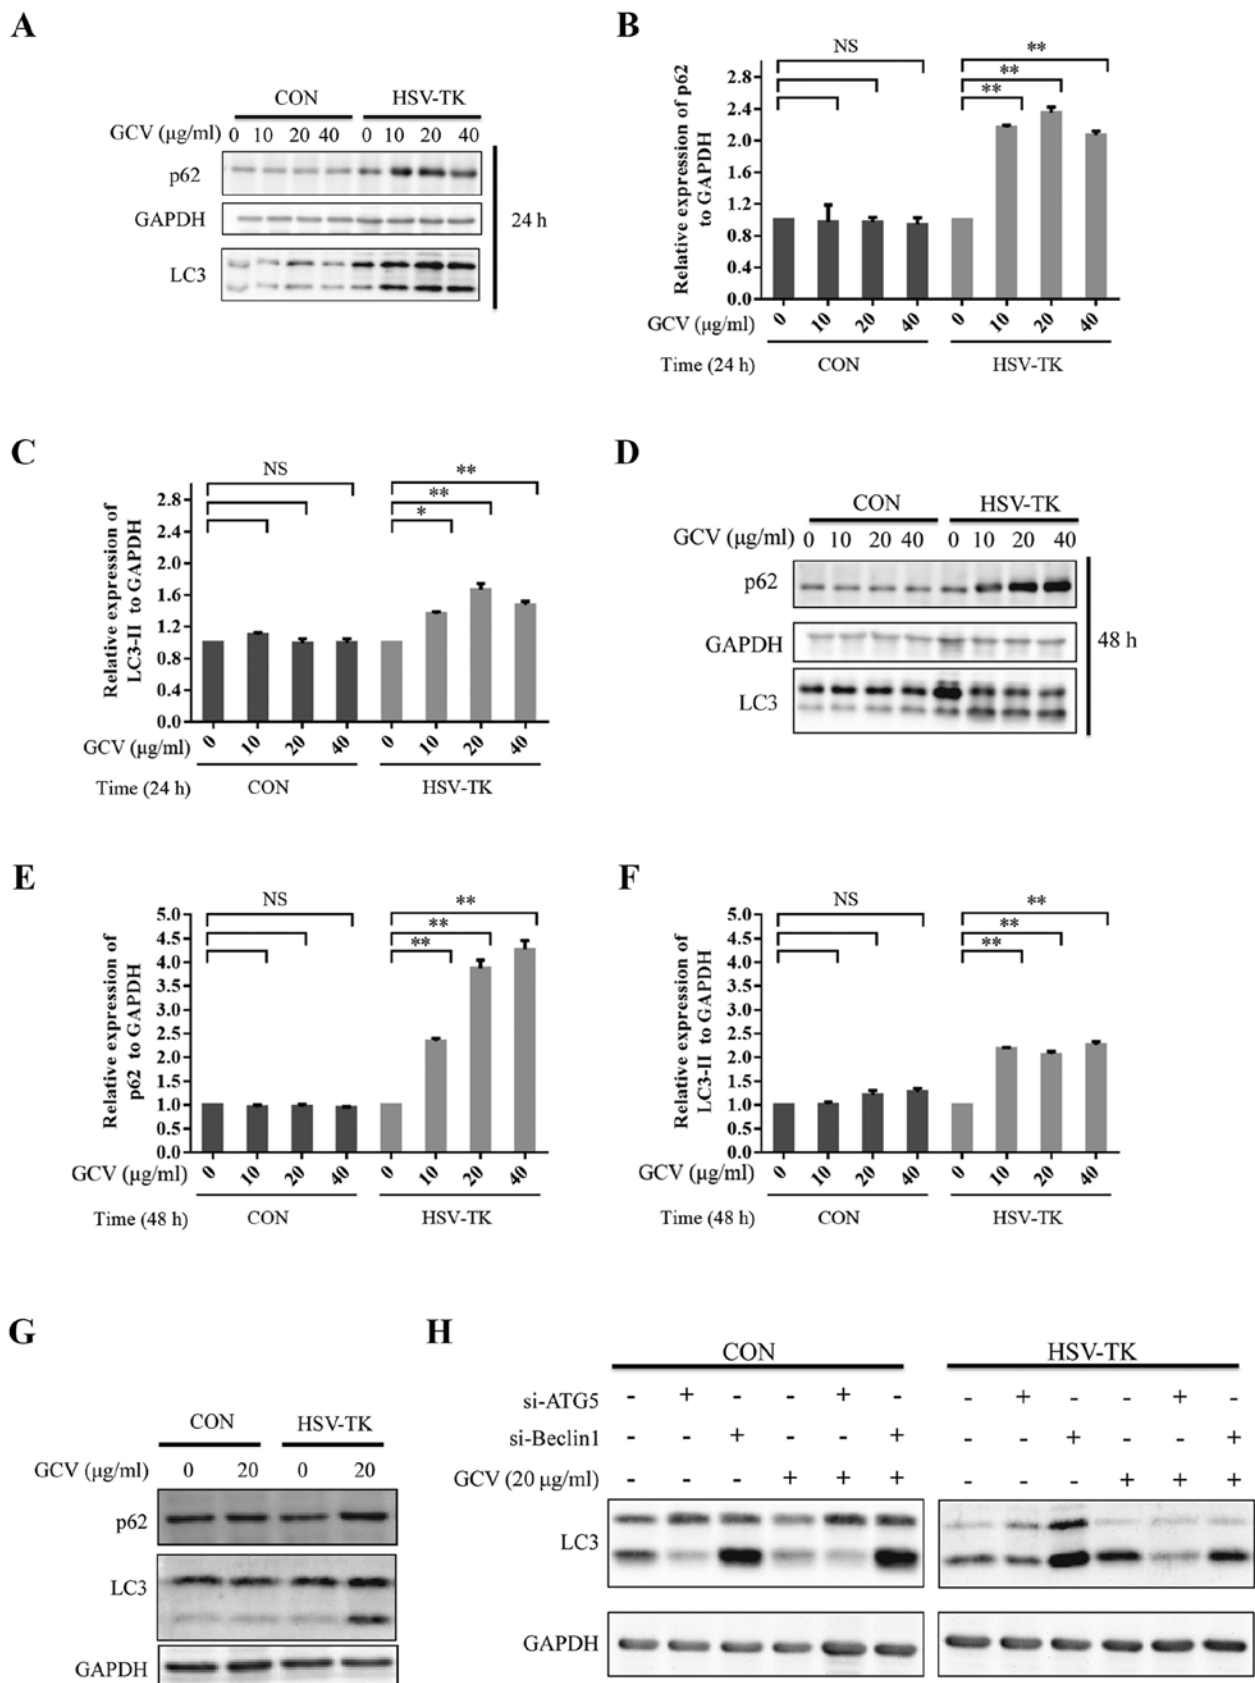 A
CON HSV-TK
GCV (μg/ml) 0 10 20 40 0 10 20 40
p62
GAPDH
LC3
24 h
B
NS
** ** **
Relative expression of p62
to GAPDH
2.8
2.4
2.0
1.6
1.2
0.8
0.4
0.0
GCV (μg/ml) 0 10 20 40 0 10 20 40
Time (24 h) CON HSV-TK
C
NS
* ** **
Relative expression of
LC3-II to GAPDH
2.8
2.4
2.0
1.6
1.2
0.8
0.4
0.0
GCV (μg/ml) 0 10 20 40 0 10 20 40
Time (24 h) CON HSV-TK
D
CON HSV-TK
GCV (μg/ml) 0 10 20 40 0 10 20 40
p62
GAPDH
LC3
48 h
E
NS
** ** **
Relative expression of
p62 to GAPDH
5.0
4.5
4.0
3.5
3.0
2.5
2.0
1.5
1.0
0.5
0.0
GCV (μg/ml) 0 10 20 40 0 10 20 40
Time (48 h) CON HSV-TK
F
NS
** ** **
Relative expression of
LC3-II to GAPDH
5.0
4.5
4.0
3.5
3.0
2.5
2.0
1.5
1.0
0.5
0.0
GCV (μg/ml) 0 10 20 40 0 10 20 40
Time (48 h) CON HSV-TK
G
CON HSV-TK
GCV (μg/ml) 0 20 0 20
p62
LC3
GAPDH
H
CON HSV-TK
si-ATG5 - + - - + - - + - - + -
si-Beclin1 - - + - - + - - + - - +
GCV (20 μg/ml) - - - + + + - - - + + +
LC3
GAPDH